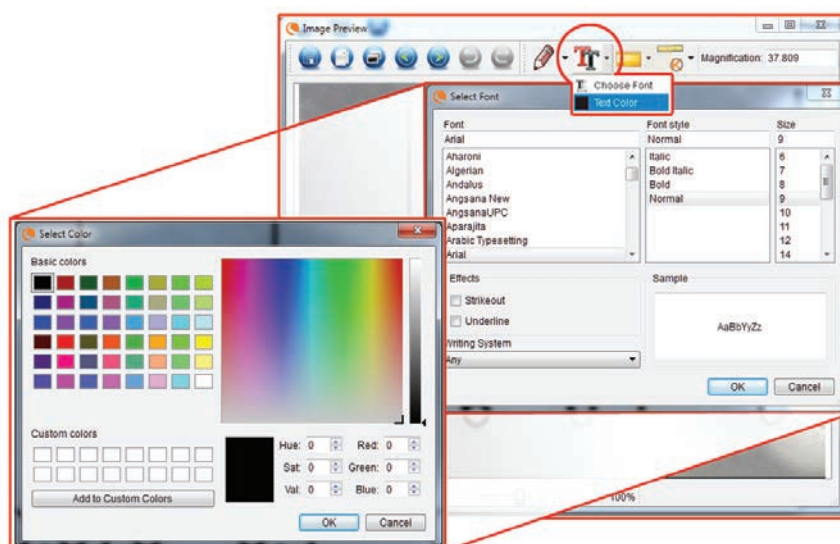 Image Preview
Magnification: 37.809
TT
Choose Font
Text Color
Select Font
Font
Font style
Size
Arial
Normal
9
Aharoni
Algerian
Andalus
Angsana New
AngsanaUPC
Aparajita
Arabic Typesetting
Arial
Italic
Bold Italic
Bold
Normal
6
7
8
9
10
11
12
14
Effects
Strikeout
Underline
Sample
AaBbYyZz
Writing System
Any
OK
Cancel
Select Color
Basic colors
Custom colors
Hue: 0
Red: 0
Sat: 0
Green: 0
Val: 0
Blue: 0
Add to Custom Colors
OK
Cancel
100%